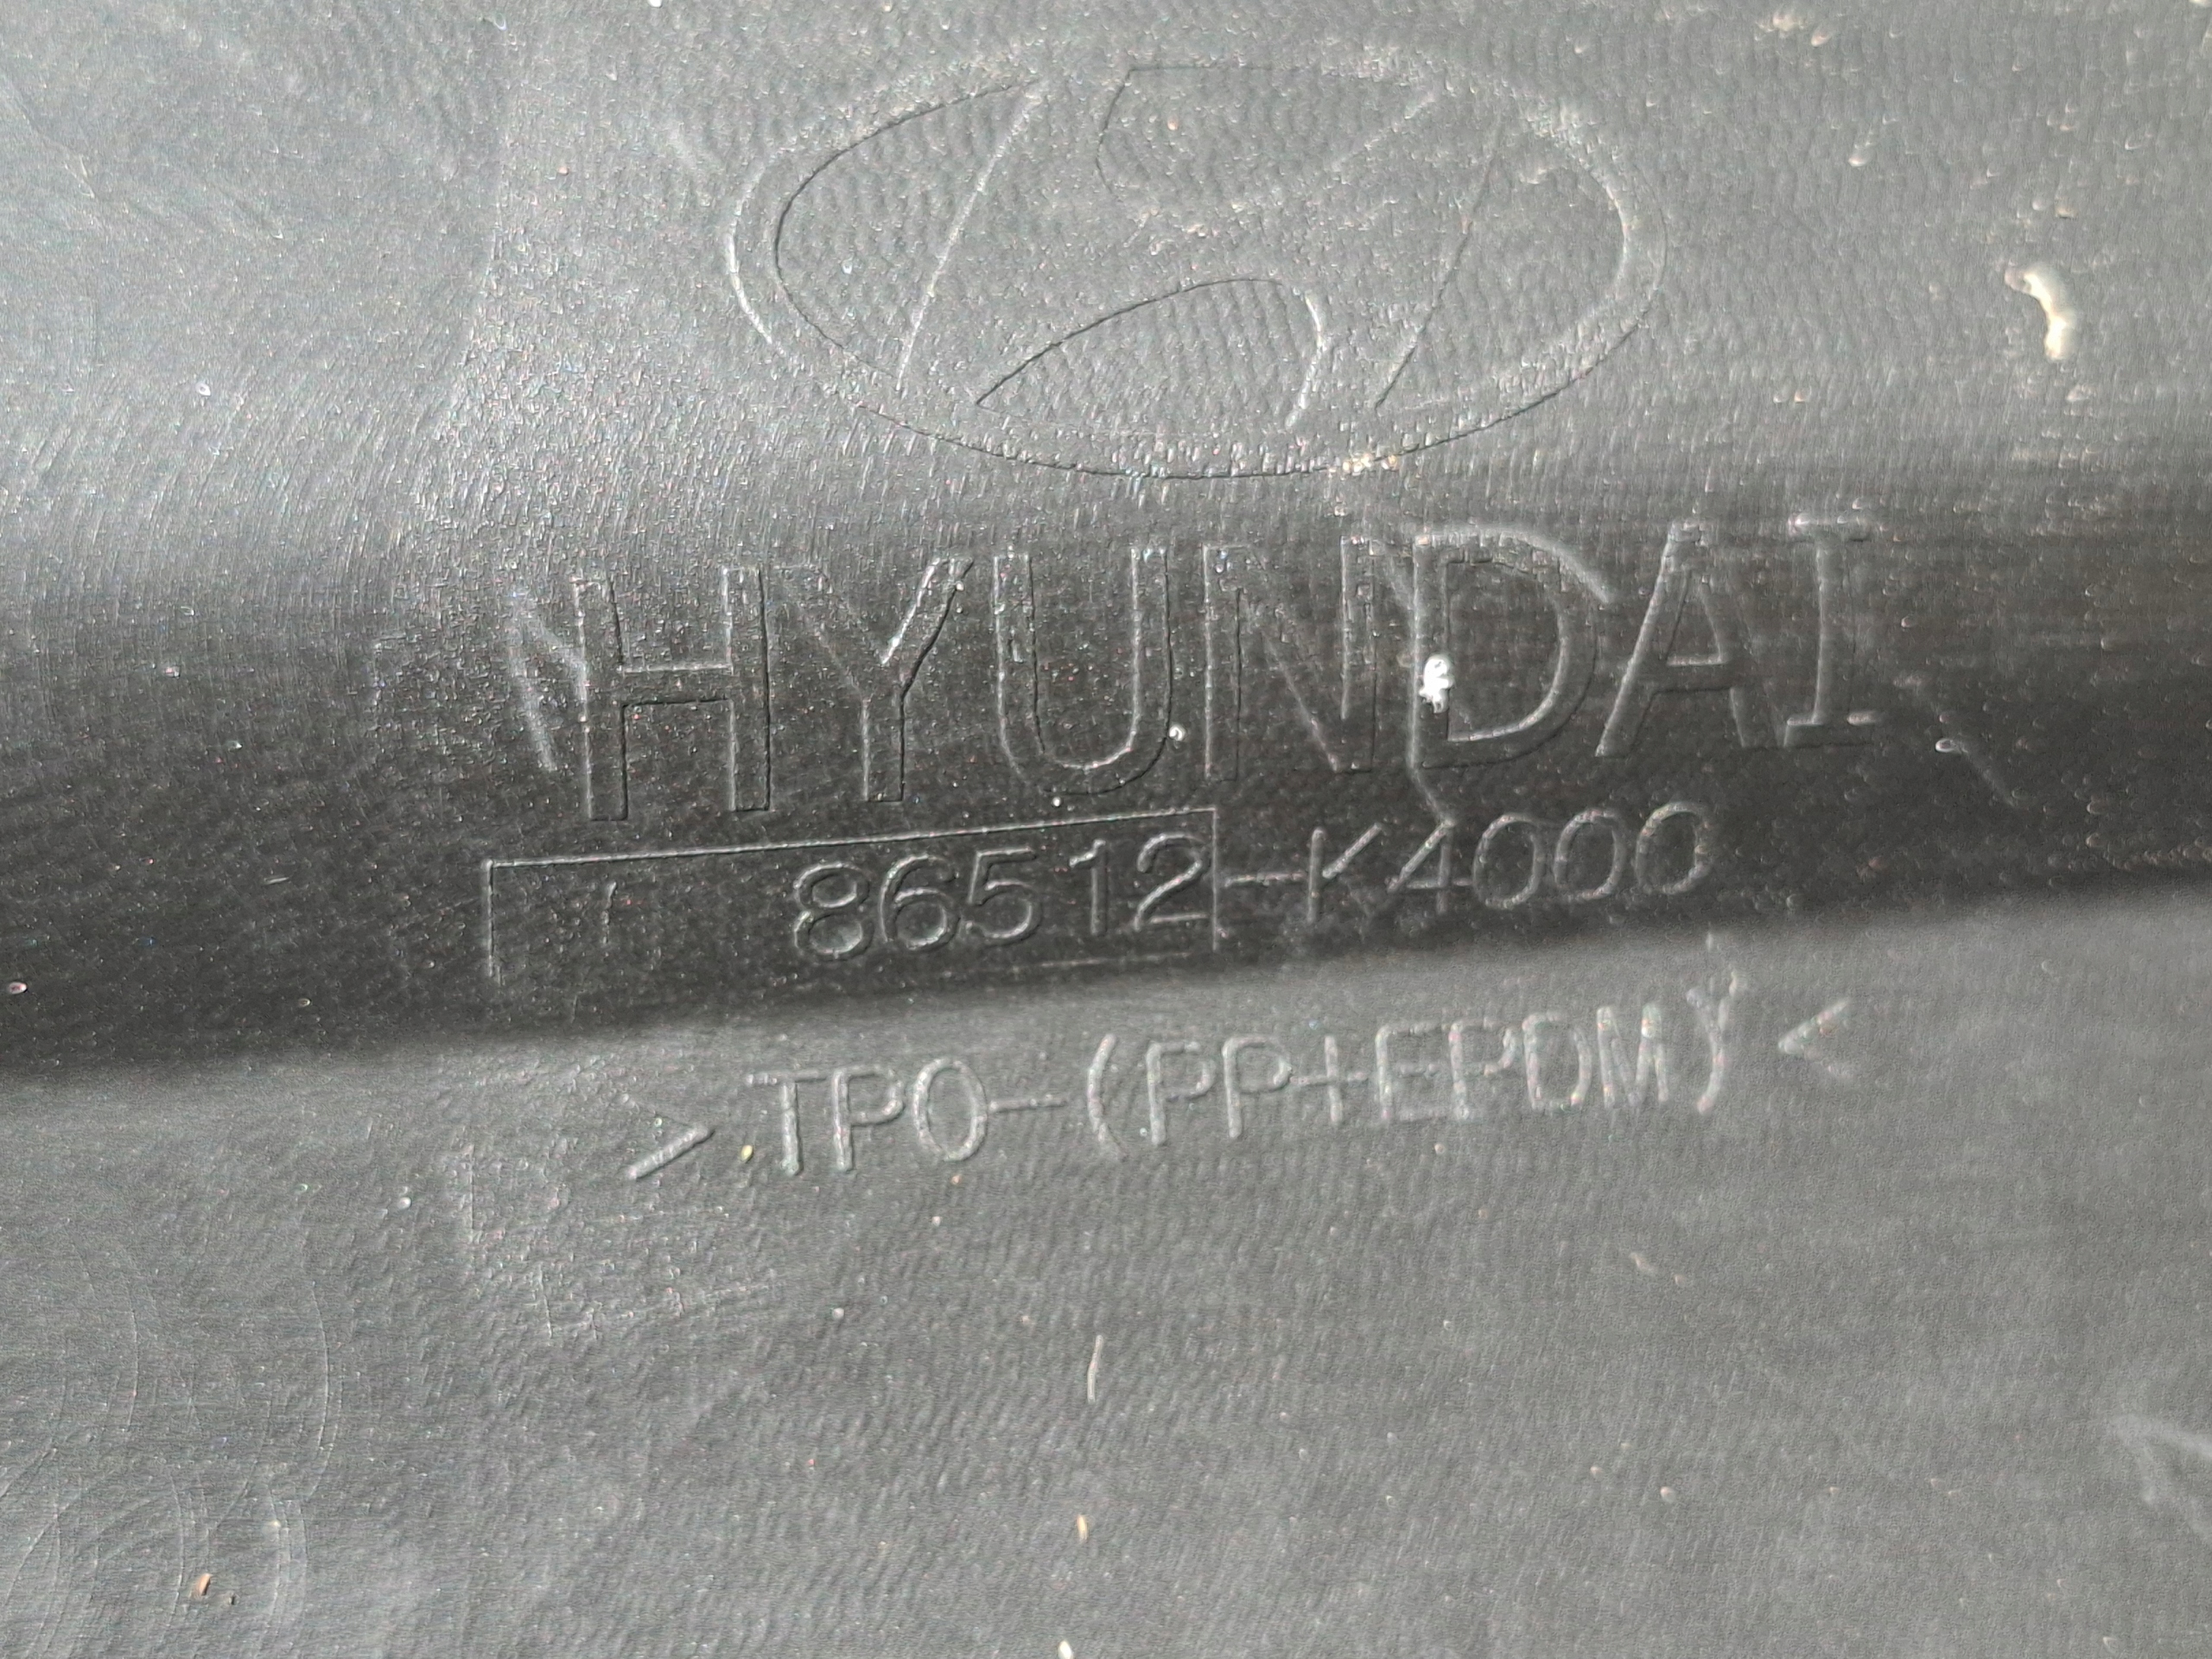 HYUNDAI
86512-K4000
>TPO-(PP+EPDM)<